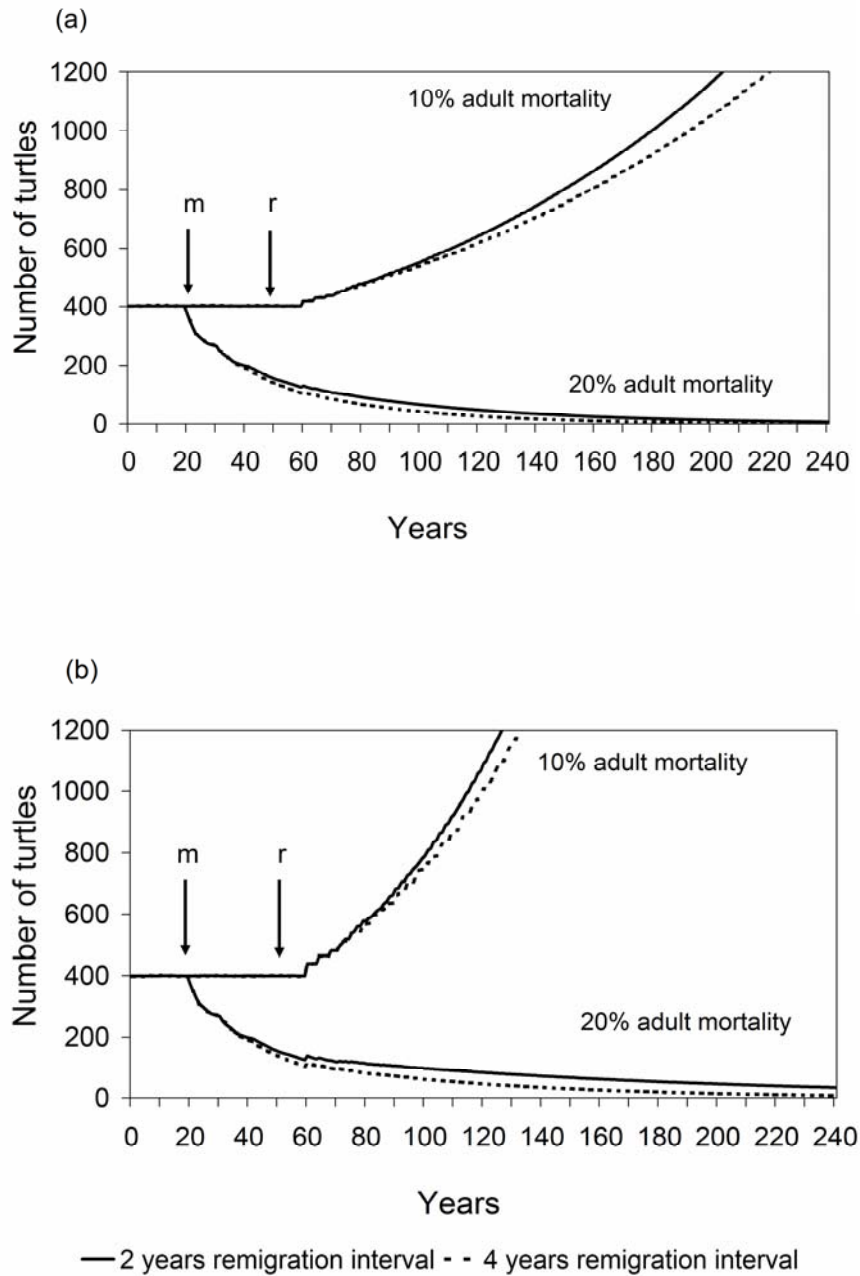 (a)
1200
1000
800
600
400
200
0
Number of turtles
10% adult mortality
m
r
20% adult mortality
0 20 40 60 80 100 120 140 160 180 200 220 240
Years
(b)
1200
1000
800
600
400
200
0
Number of turtles
10% adult mortality
m
r
20% adult mortality
0 20 40 60 80 100 120 140 160 180 200 220 240
Years
2 years remigration interval 4 years remigration interval